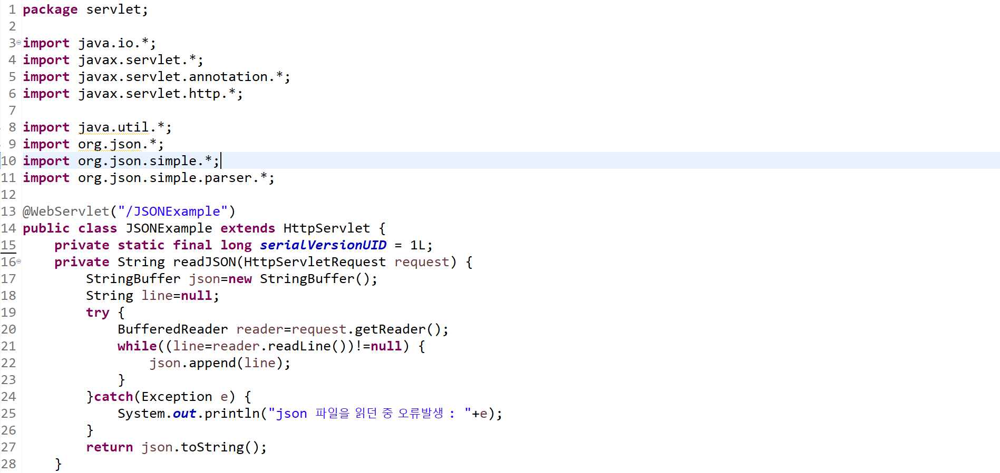 1 package servlet;
2
3 import java.io.*;
4 import javax.servlet.*;
5 import javax.servlet.annotation.*;
6 import javax.servlet.http.*;
7
8 import java.util.*;
9 import org.json.*;
10 import org.json.simple.*;
11 import org.json.simple.parser.*;
12
13 @WebServlet("/JSONExample")
14 public class JSONExample extends HttpServlet {
15     private static final long serialVersionUID = 1L;
16     private String readJSON(HttpServletRequest request) {
17         StringBuffer json=new StringBuffer();
18         String line=null;
19         try {
20             BufferedReader reader=request.getReader();
21             while((line=reader.readLine())!=null) {
22                 json.append(line);
23             }
24         }catch(Exception e) {
25             System.out.println("json 파일을 읽던 중 오류발생 : "+e);
26         }
27         return json.toString();
28     }